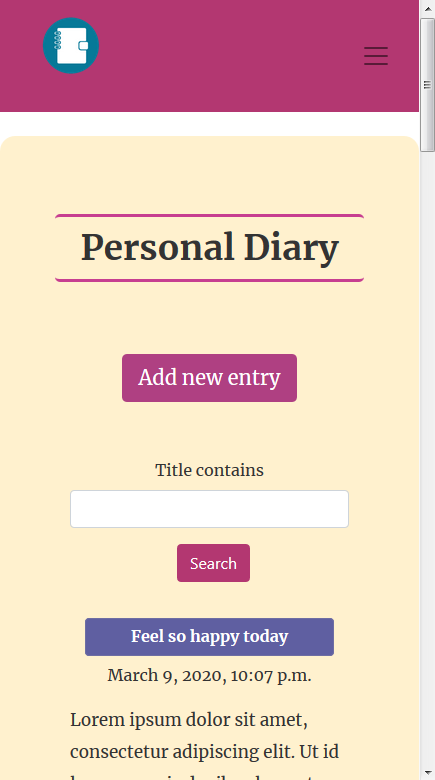 Personal Diary
Add new entry
Title contains
Search
Feel so happy today
March 9, 2020, 10:07 p.m.
Lorem ipsum dolor sit amet,
consectetur adipiscing elit. Ut id